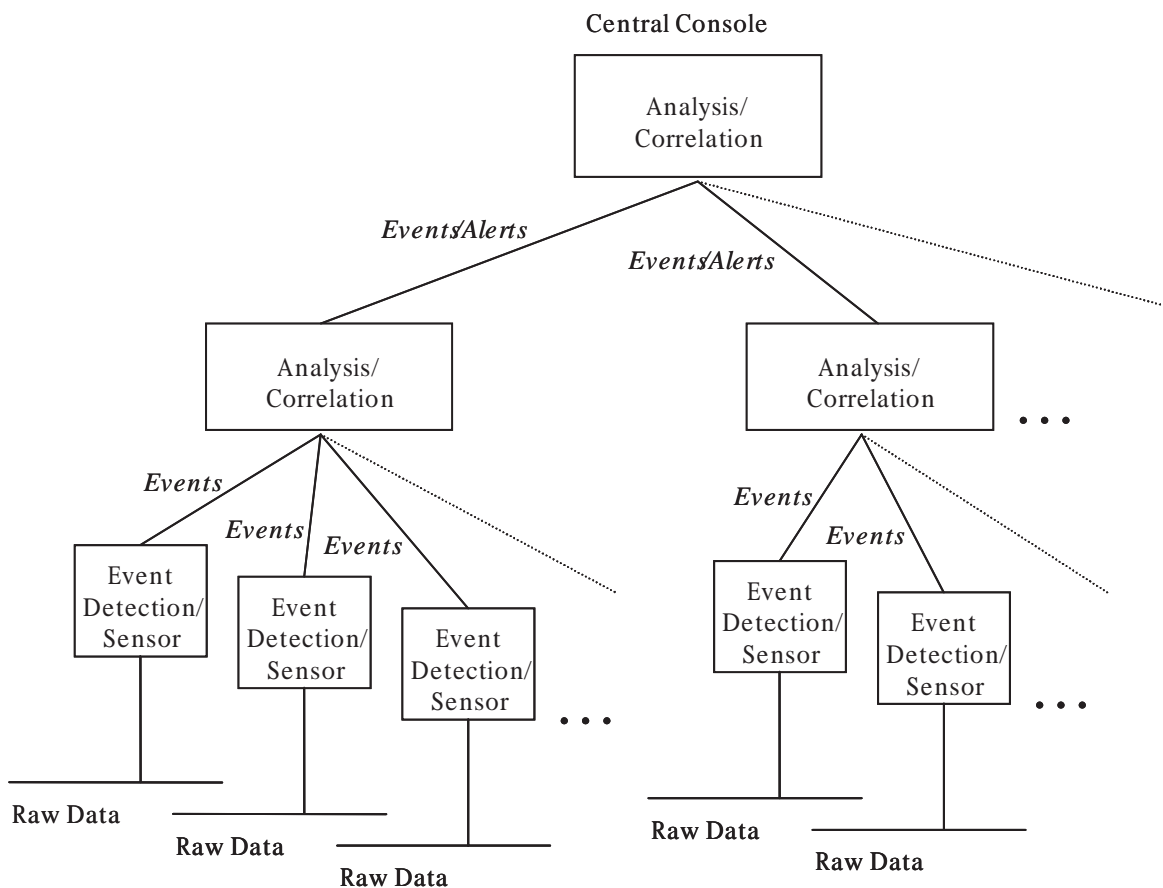 Central Console
Analysis/
Correlation
Events/Alerts
Events/Alerts
Analysis/
Correlation
Analysis/
Correlation
• • •
Events
Events
Events
Events
Events
Event
Detection/
Sensor
Event
Detection/
Sensor
Event
Detection/
Sensor
• • •
Event
Detection/
Sensor
Event
Detection/
Sensor
• • •
Raw Data
Raw Data
Raw Data
Raw Data
Raw Data